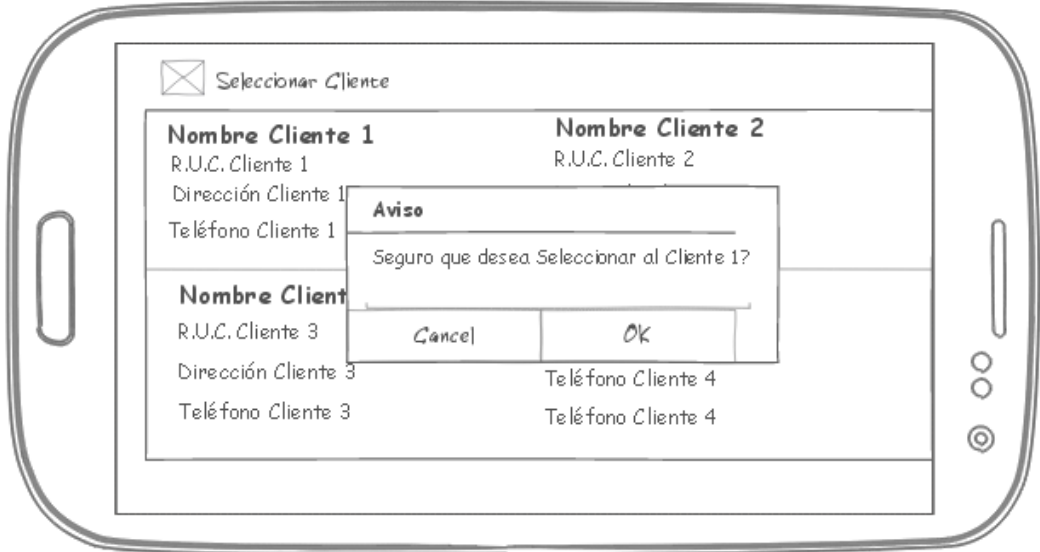 Seleccionar Cliente
Nombre Cliente 1
R.U.C. Cliente 1
Dirección Cliente 1
Teléfono Cliente 1
Nombre Cliente 2
R.U.C. Cliente 2
Aviso
Seguro que desea Seleccionar al Cliente 1?
Cancel
OK
Nombre Client
R.U.C. Cliente 3
Dirección Cliente 3
Teléfono Cliente 3
Teléfono Cliente 4
Teléfono Cliente 4